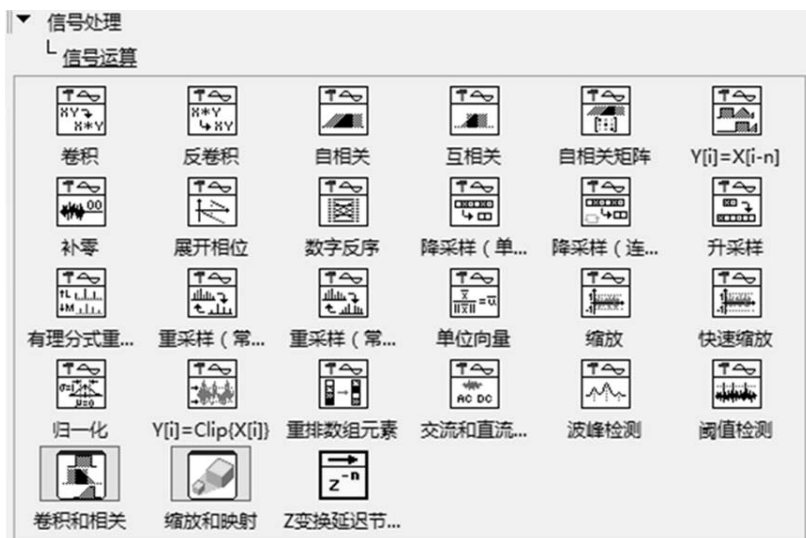 信号处理
信号运算
卷积 反卷积 自相关 互相关 自相关矩阵 Y[i]=X[i-n]
补零 展开相位 数字反序 降采样（单... 降采样（连... 升采样
有理分式重... 重采样（常... 重采样（常... 单位向量 缩放 快速缩放
归一化 Y[i]=Clip{X[i]} 重排数组元素 交流和直流... 波峰检测 阈值检测
卷积和相关 缩放和映射 Z变换延迟节...